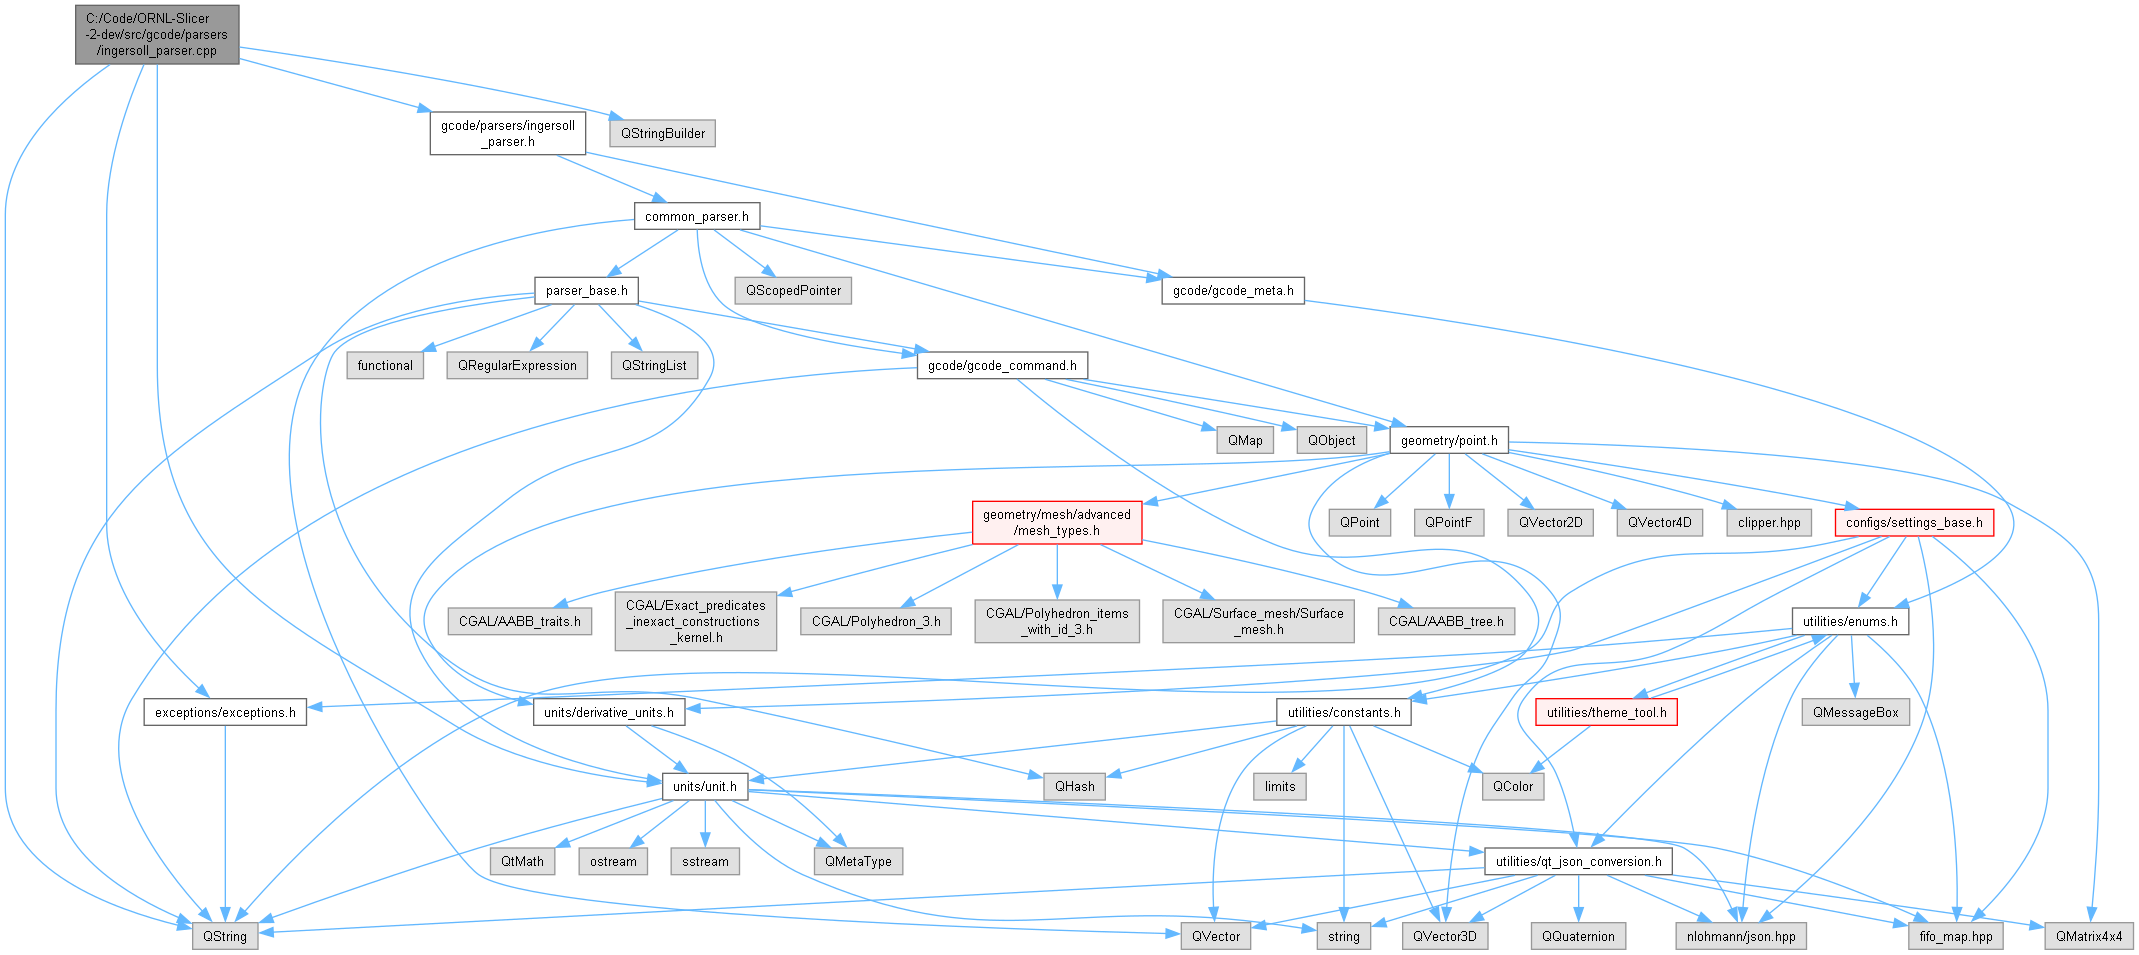 C:/Code/ORNL-Slicer
-2-dev/src/gcode/parsers
/ingersoll_parser.cpp
gcode/parsers/ingersoll
_parser.h
QStringBuilder
common_parser.h
parser_base.h
QScopedPointer
gcode/gcode_meta.h
functional
QRegularExpression
QStringList
gcode/gcode_command.h
QMap
QObject
geometry/point.h
geometry/mesh/advanced
/mesh_types.h
QPoint
QPointF
QVector2D
QVector4D
clipper.hpp
configs/settings_base.h
CGAL/AABB_traits.h
CGAL/Exact_predicates
_inexact_constructions
_kernel.h
CGAL/Polyhedron_3.h
CGAL/Polyhedron_items
_with_id_3.h
CGAL/Surface_mesh/Surface
_mesh.h
CGAL/AABB_tree.h
utilities/enums.h
exceptions/exceptions.h
units/derivative_units.h
utilities/constants.h
utilities/theme_tool.h
QMessageBox
units/unit.h
QHash
limits
QColor
QtMath
ostream
sstream
QMetaType
utilities/qt_json_conversion.h
QString
QVector
string
QVector3D
QQuaternion
nlohmann/json.hpp
fifo_map.hpp
QMatrix4x4